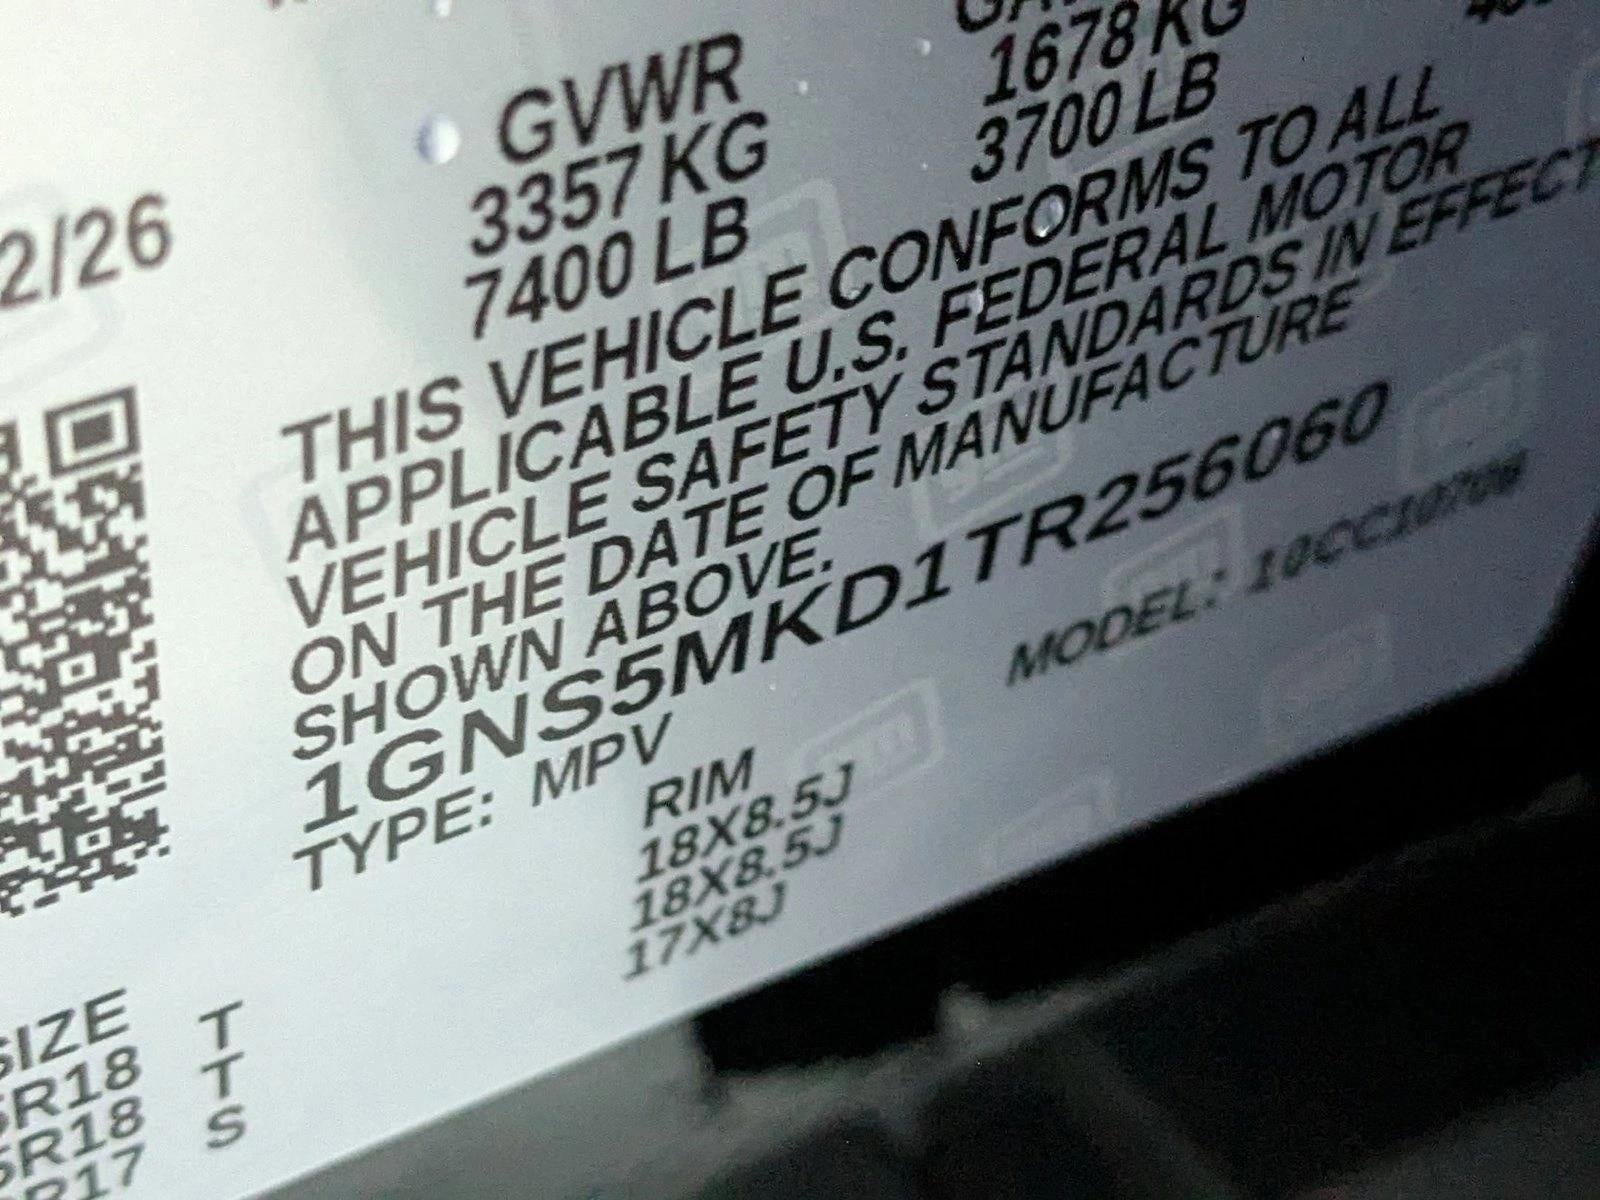 2/26
GVWR
3357 KG
7400 LB
1678 KG
3700 LB
THIS VEHICLE CONFORMS TO ALL
APPLICABLE U.S. FEDERAL MOTOR
VEHICLE SAFETY STANDARDS IN EFFECT
ON THE DATE OF MANUFACTURE
SHOWN ABOVE.
1GNS5MKD1TR256060
TYPE: MPV
MODEL:
RIM
18X8.5J
18X8.5J
17X8J
SIZE
R18 T
R18 T
R17 S